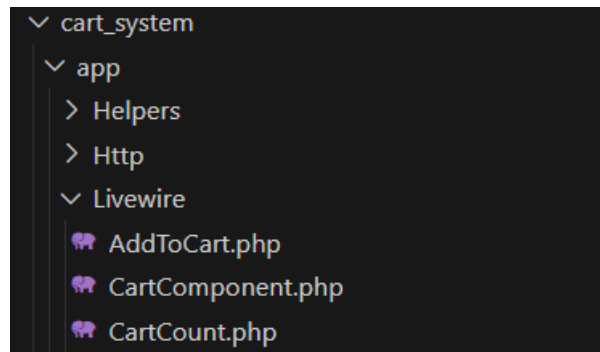 cart_system
app
Helpers
Http
Livewire
AddToCart.php
CartComponent.php
CartCount.php